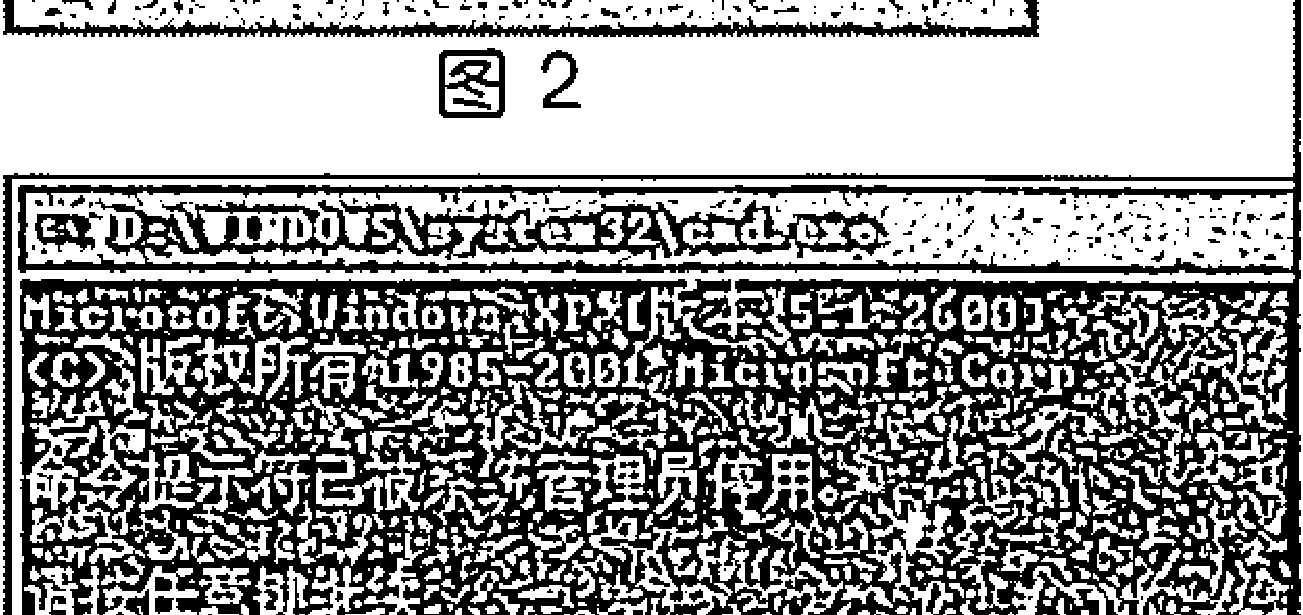 图 2
D:\WINDOWS\system32\cmd.exe
Microsoft Windows XP [版本 5.1.2600]
(C) 版权所有 1985-2001 Microsoft Corp.
命令提示符已被系统管理员停用。
请按任意键继续